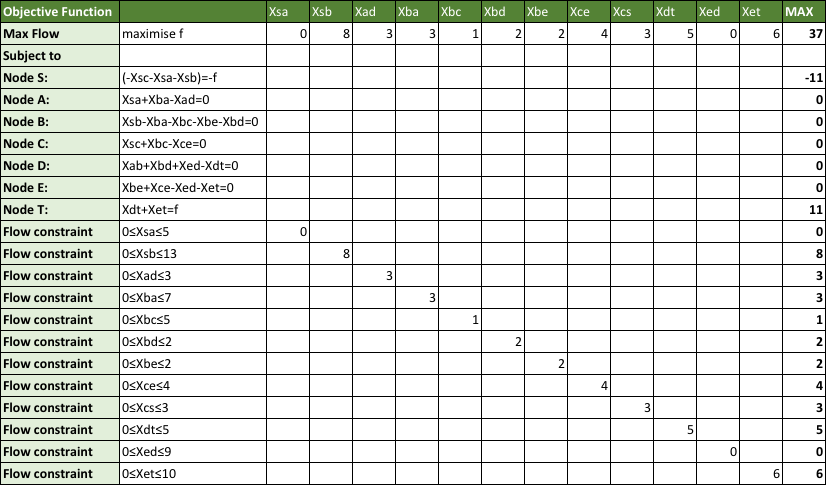 Objective Function Xsa Xsb Xad Xba Xbc Xbd Xbe Xce Xcs Xdt Xed Xet MAX
Max Flow maximise f 0 8 3 3 1 2 2 4 3 5 0 6 37
Subject to
Node S: (-Xsc-Xsa-Xsb)=-f -11
Node A: Xsa+Xba-Xad=0 0
Node B: Xsb-Xba-Xbc-Xbe-Xbd=0 0
Node C: Xsc+Xbc-Xce=0 0
Node D: Xab+Xbd+Xed-Xdt=0 0
Node E: Xbe+Xce-Xed-Xet=0 0
Node T: Xdt+Xet=f 11
Flow constraint 0≤Xsa≤5 0 0
Flow constraint 0≤Xsb≤13 8 8
Flow constraint 0≤Xad≤3 3 3
Flow constraint 0≤Xba≤7 3 3
Flow constraint 0≤Xbc≤5 1 1
Flow constraint 0≤Xbd≤2 2 2
Flow constraint 0≤Xbe≤2 2 2
Flow constraint 0≤Xce≤4 4 4
Flow constraint 0≤Xcs≤3 3 3
Flow constraint 0≤Xdt≤5 5 5
Flow constraint 0≤Xed≤9 0 0
Flow constraint 0≤Xet≤10 6 6